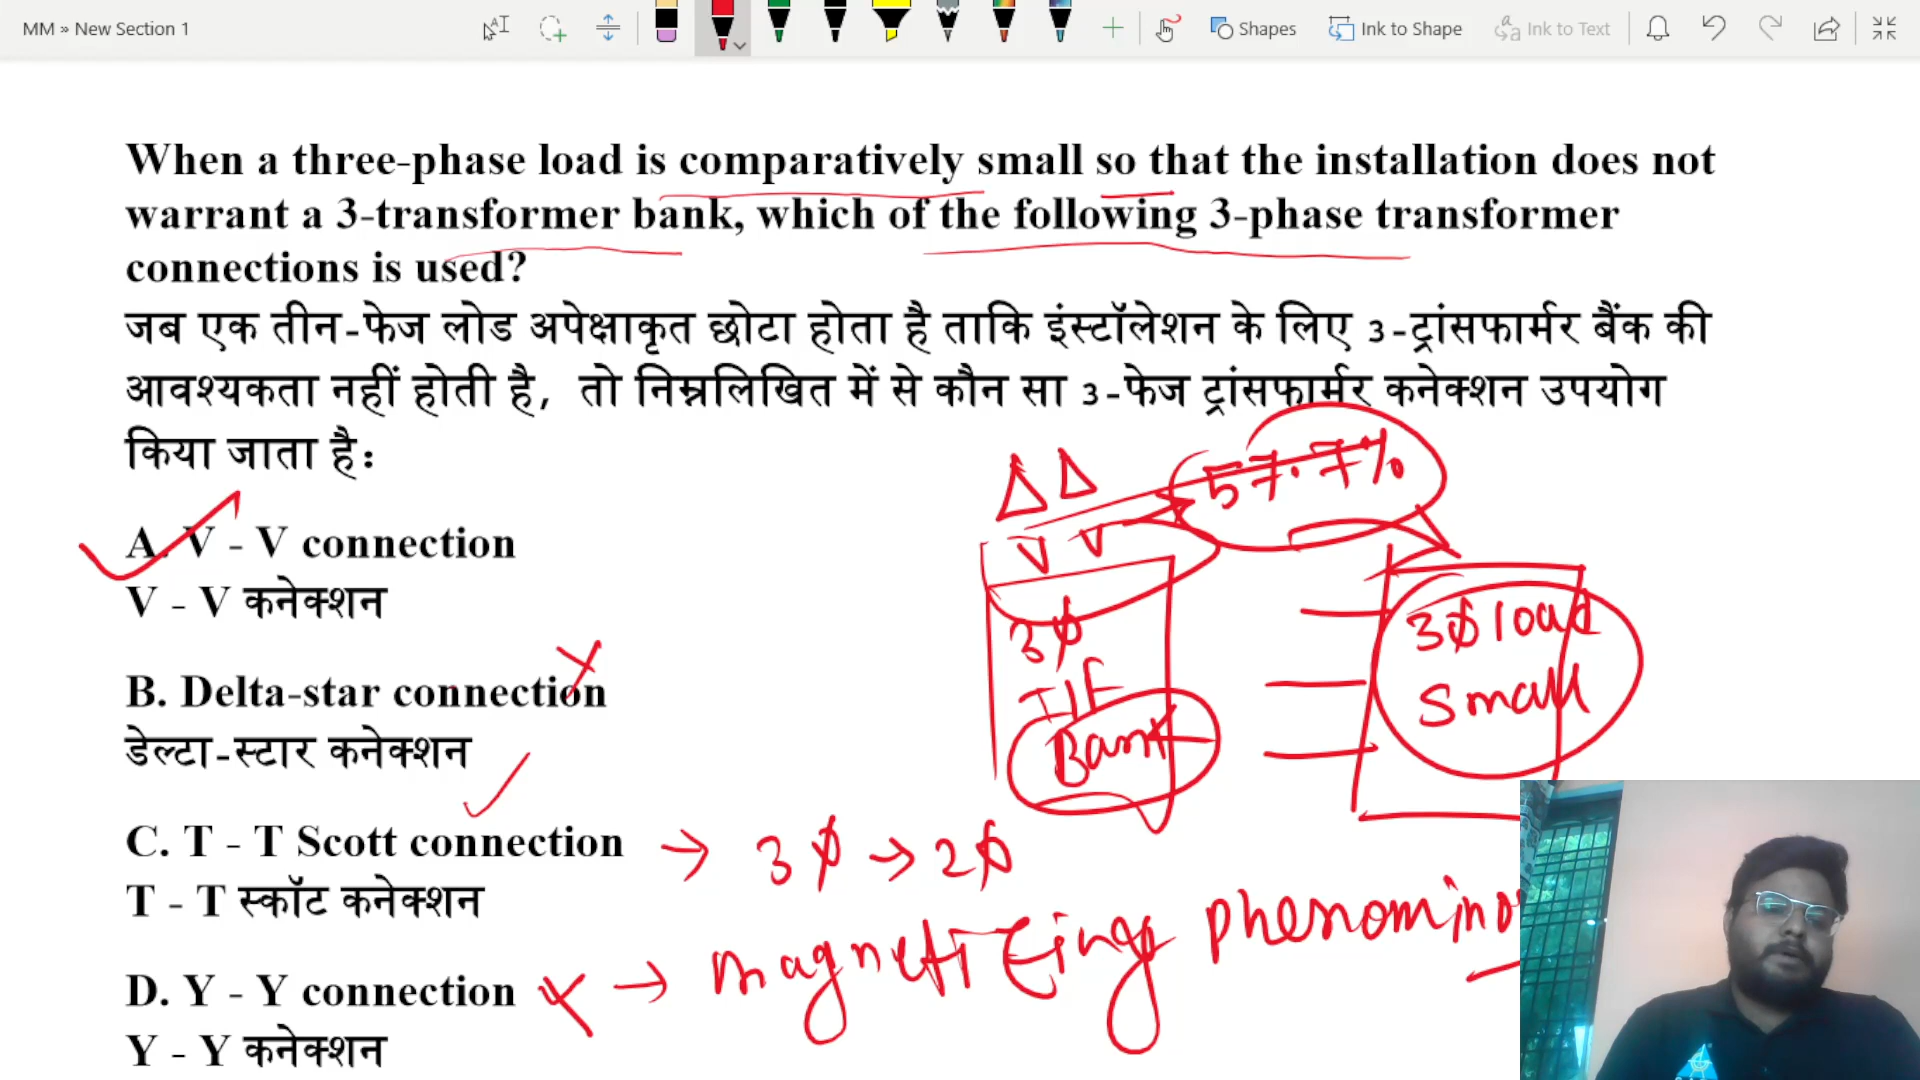 MM » New Section 1
Shapes
Ink to Shape
Ink to Text
When a three-phase load is comparatively small so that the installation does not
warrant a 3-transformer bank, which of the following 3-phase transformer
connections is used?
जब एक तीन-फेज लोड अपेक्षाकृत छोटा होता है ताकि इंस्टॉलेशन के लिए 3-ट्रांसफार्मर बैंक की
आवश्यकता नहीं होती है, तो निम्नलिखित में से कौन सा 3-फेज ट्रांसफार्मर कनेक्शन उपयोग
किया जाता है:
Δ Δ
57.7%
V V
A. V - V connection
V - V कनेक्शन
3ϕ
T/F
Bank
3ϕ load
small
B. Delta-star connection
डेल्टा-स्टार कनेक्शन
C. T - T Scott connection → 3ϕ → 2ϕ
T - T स्कॉट कनेक्शन
D. Y - Y connection → magnetizing phenomino
Y - Y कनेक्शन